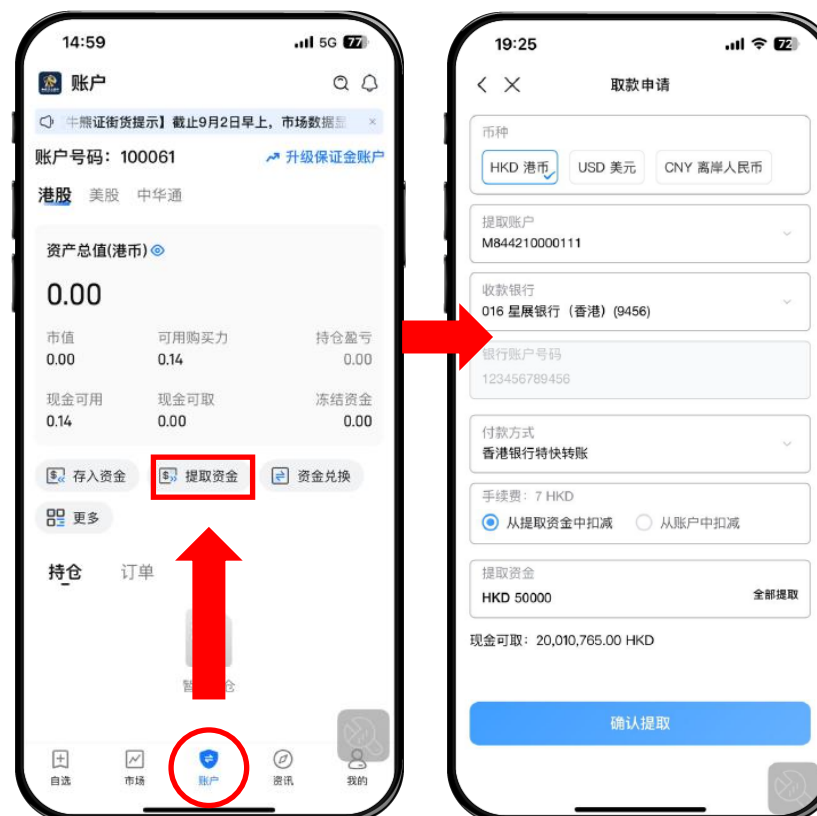 14:59
5G 77
账户
牛熊证街货提示】截止9月2日早上，市场数据
账户号码：100061
升级保证金账户
港股 美股 中华通
资产总值(港币)
0.00
市值 可用购买力 持仓盈亏
0.00 0.14 0.00
现金可用 现金可取 冻结资金
0.14 0.00 0.00
存入资金 提取资金 资金兑换
更多
持仓 订单
暂 仓
自选 市场 账户 资讯 我的
19:25
72
取款申请
币种
HKD 港币 USD 美元 CNY 离岸人民币
提取账户
M844210000111
收款银行
016 星展银行（香港）(9456)
银行账户号码
123456789456
付款方式
香港银行特快转账
手续费：7 HKD
从提取资金中扣减 从账户中扣减
提取资金
HKD 50000 全部提取
现金可取：20,010,765.00 HKD
确认提取